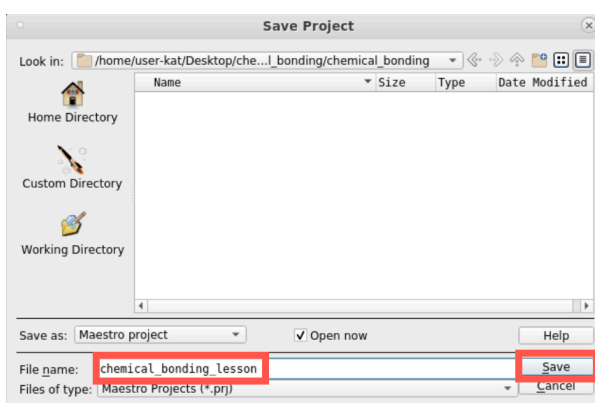 Save Project
Look in: /home/user-kat/Desktop/che...l_bonding/chemical_bonding
Name Size Type Date Modified
Home Directory
Custom Directory
Working Directory
Save as: Maestro project Open now Help
File name: chemical_bonding_lesson Save
Files of type: Maestro Projects (*.prj) Cancel